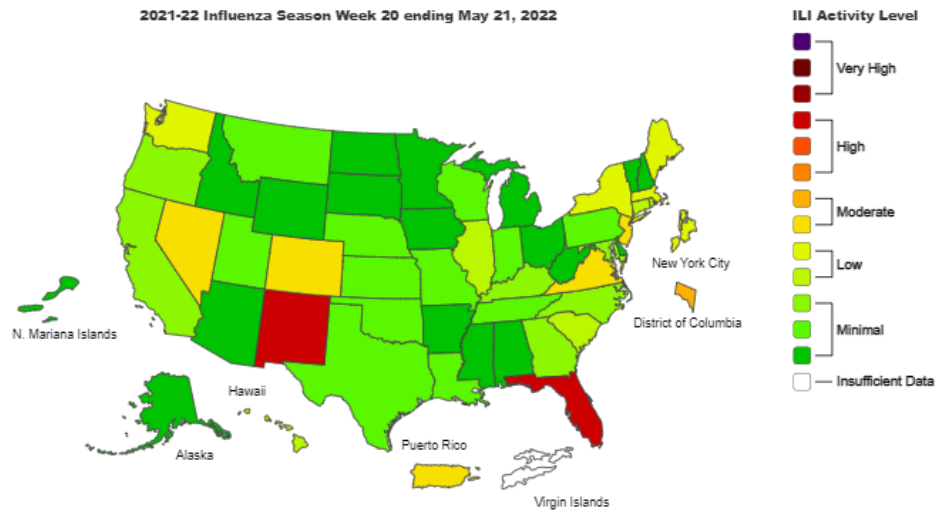 2021-22 Influenza Season Week 20 ending May 21, 2022
ILI Activity Level
Very High
High
Moderate
Low
Minimal
Insufficient Data
New York City
District of Columbia
N. Mariana Islands
Hawaii
Alaska
Puerto Rico
Virgin Islands